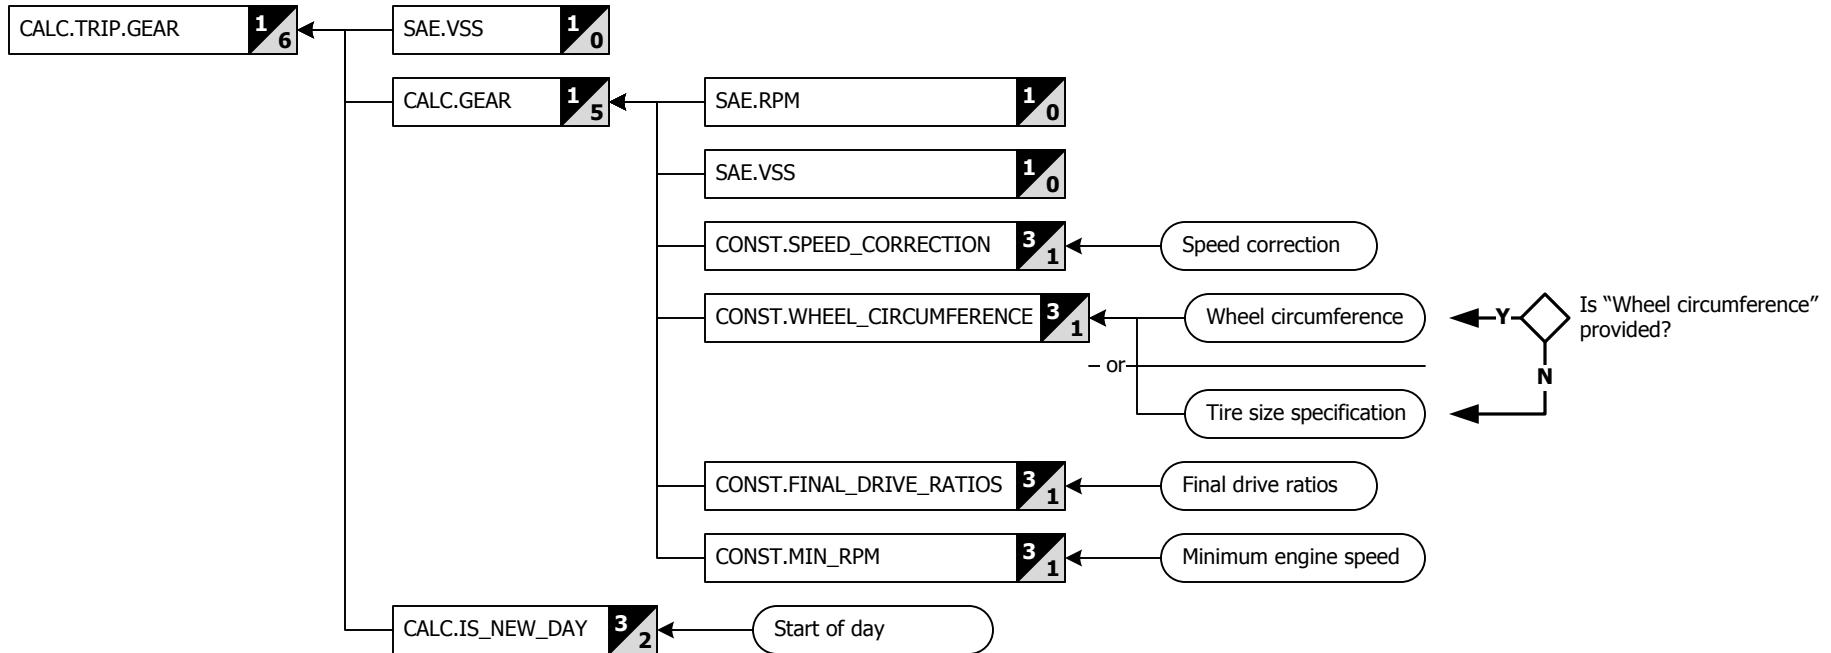 CALC.TRIP.GEAR 1 6
SAE.VSS 1 0
CALC.GEAR 1 5
SAE.RPM 1 0
SAE.VSS 1 0
CONST.SPEED_CORRECTION 3 1
Speed correction
CONST.WHEEL_CIRCUMFERENCE 3 1
Wheel circumference
Y
Is “Wheel circumference”
provided?
– or
N
Tire size specification
CONST.FINAL_DRIVE_RATIOS 3 1
Final drive ratios
CONST.MIN_RPM 3 1
Minimum engine speed
CALC.IS_NEW_DAY 3 2
Start of day